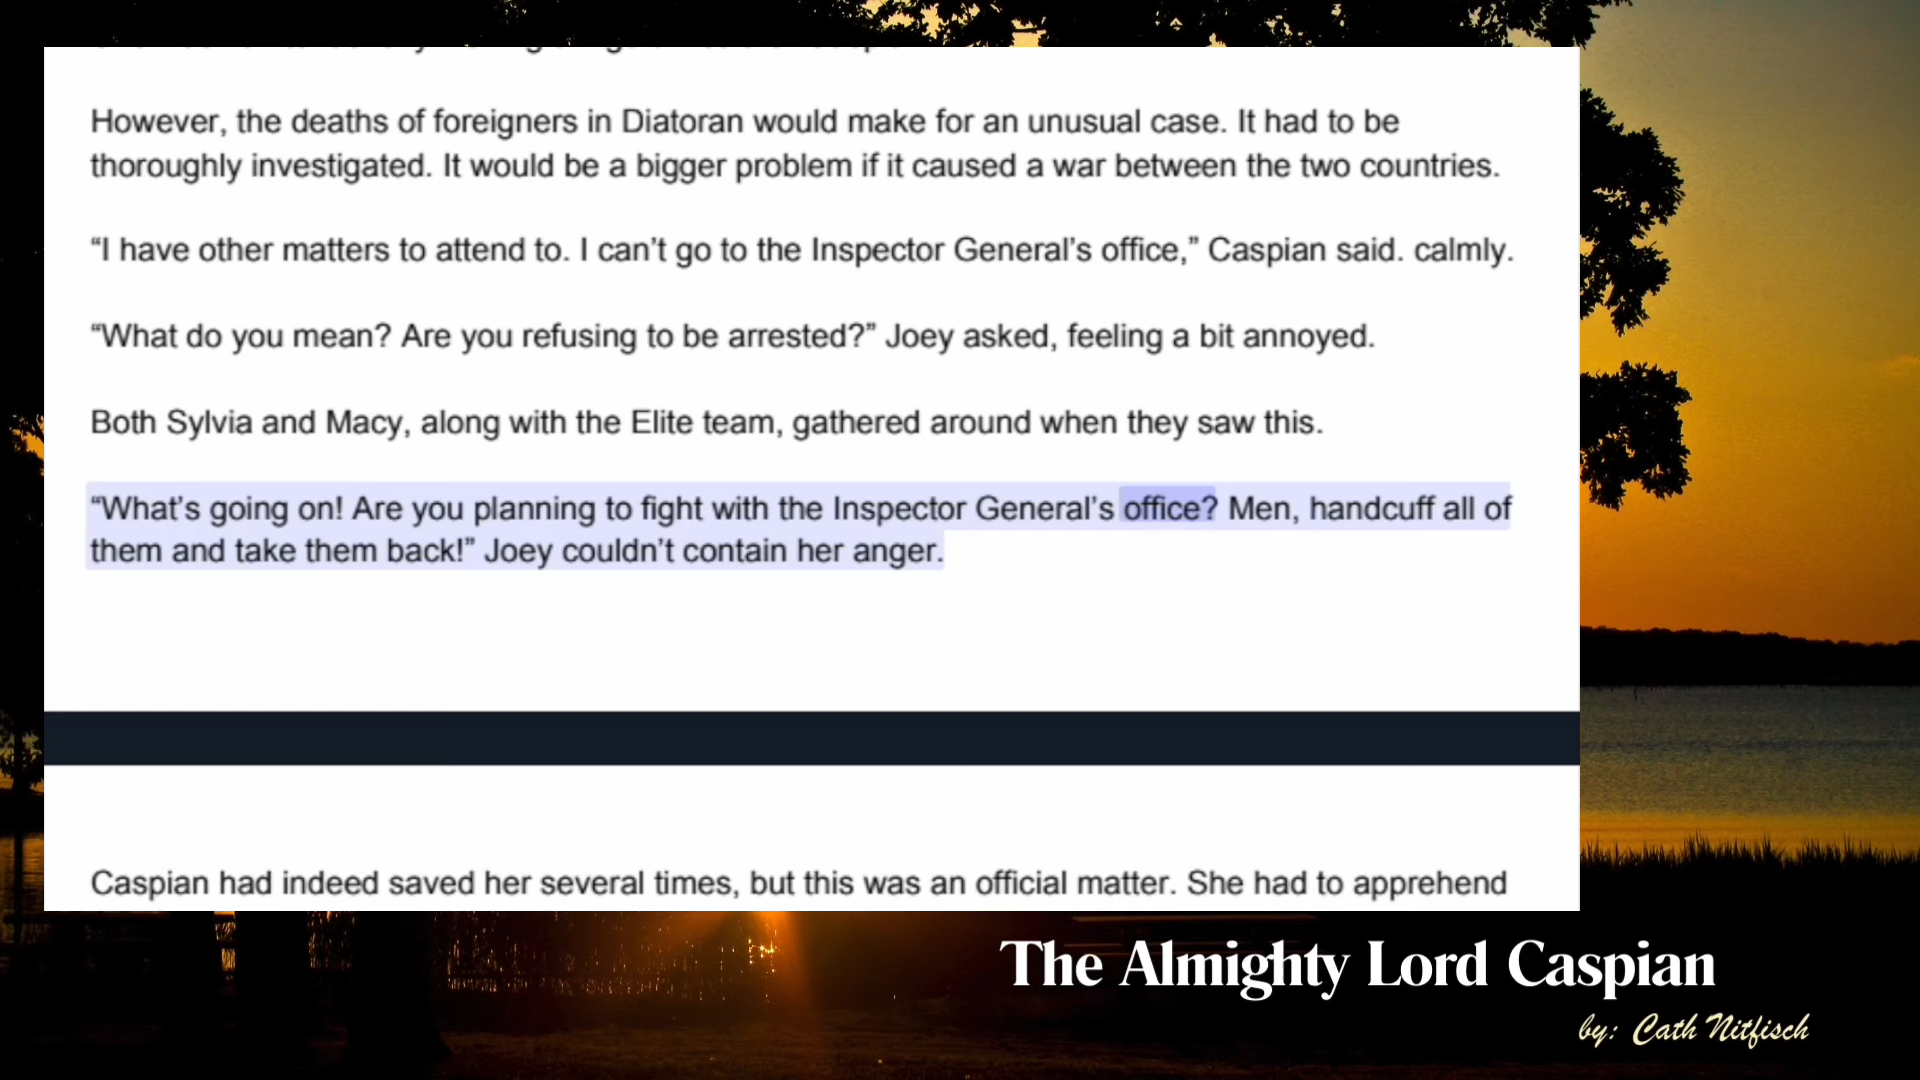 However, the deaths of foreigners in Diatoran would make for an unusual case. It had to be
thoroughly investigated. It would be a bigger problem if it caused a war between the two countries.
“I have other matters to attend to. I can’t go to the Inspector General’s office,” Caspian said. calmly.
“What do you mean? Are you refusing to be arrested?” Joey asked, feeling a bit annoyed.
Both Sylvia and Macy, along with the Elite team, gathered around when they saw this.
“What’s going on! Are you planning to fight with the Inspector General’s office? Men, handcuff all of
them and take them back!” Joey couldn’t contain her anger.
Caspian had indeed saved her several times, but this was an official matter. She had to apprehend
The Almighty Lord Caspian
by: Cath Nitfisch